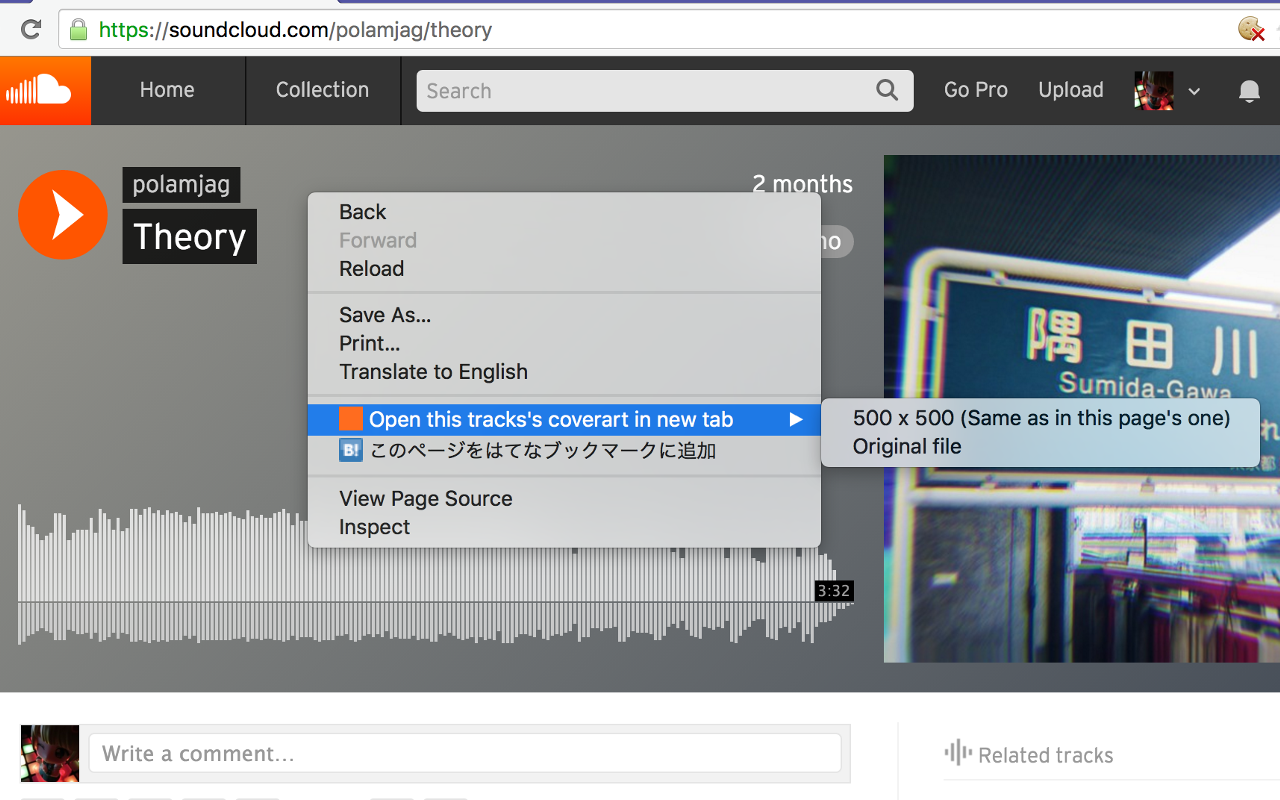 https://soundcloud.com/polamjag/theory
Home
Collection
Search
Go Pro
Upload
polamjag
Theory
2 months
Back
Forward
Reload
Save As...
Print...
Translate to English
Open this tracks's coverart in new tab
B! このページをはてなブックマークに追加
View Page Source
Inspect
500 x 500 (Same as in this page's one)
Original file
隅田川
Sumida-Gawa
3:32
Write a comment...
Related tracks